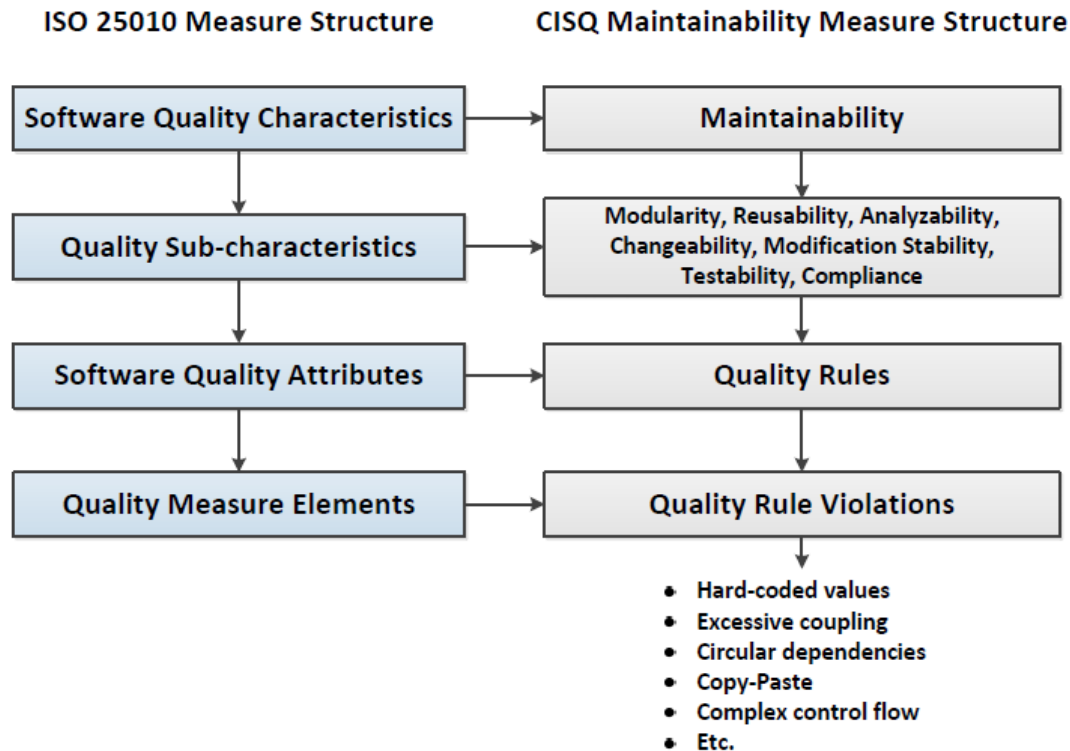 ISO 25010 Measure Structure
CISQ Maintainability Measure Structure
Software Quality Characteristics
Maintainability
Quality Sub-characteristics
Modularity, Reusability, Analyzability,
Changeability, Modification Stability,
Testability, Compliance
Software Quality Attributes
Quality Rules
Quality Measure Elements
Quality Rule Violations
• Hard-coded values
• Excessive coupling
• Circular dependencies
• Copy-Paste
• Complex control flow
• Etc.